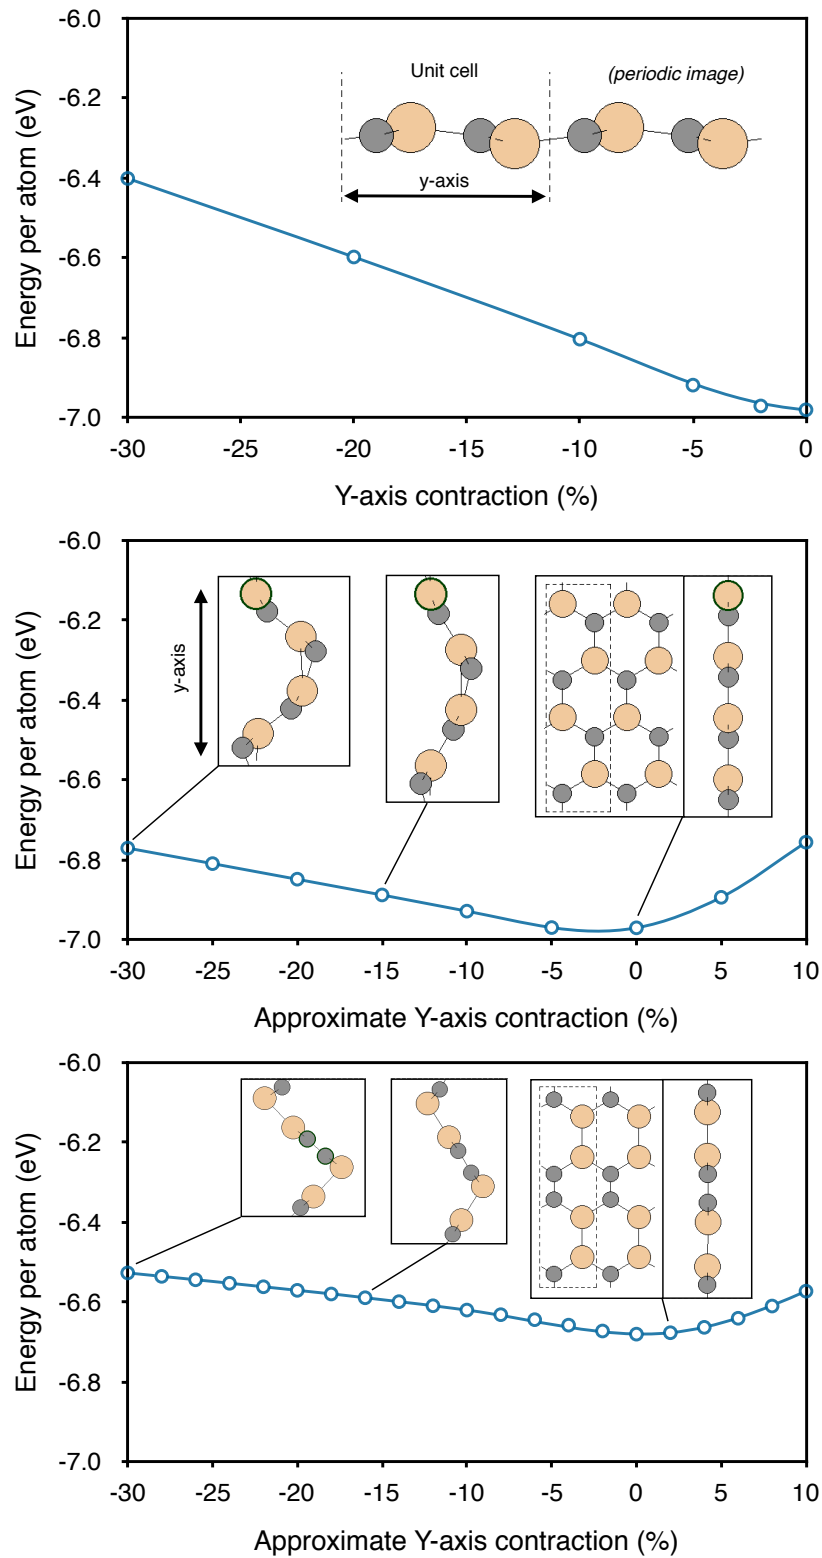 Energy per atom (eV)
-6.0
-6.2
-6.4
-6.6
-6.8
-7.0
Unit cell
(periodic image)
y-axis
-30 -25 -20 -15 -10 -5 0
Y-axis contraction (%)
Energy per atom (eV)
-6.0
-6.2
-6.4
-6.6
-6.8
-7.0
y-axis
-30 -25 -20 -15 -10 -5 0 5 10
Approximate Y-axis contraction (%)
Energy per atom (eV)
-6.0
-6.2
-6.4
-6.6
-6.8
-7.0
-30 -25 -20 -15 -10 -5 0 5 10
Approximate Y-axis contraction (%)